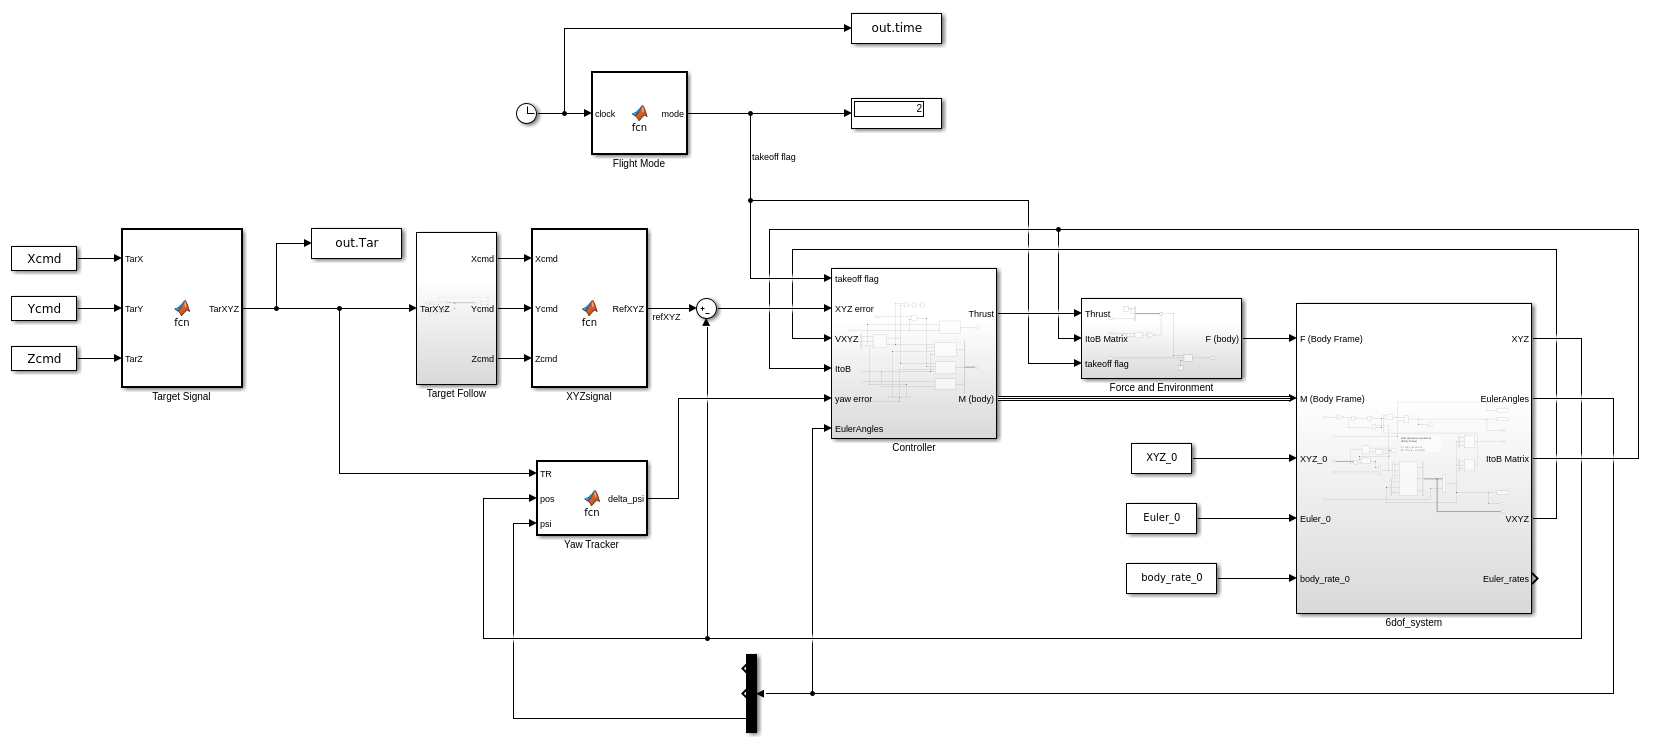 out.time
2
clock
fcn
mode
Flight Mode
takeoff flag
Xcmd
Ycmd
Zcmd
TarX
TarY
TarZ
fcn
TarXYZ
Target Signal
out.Tar
TarXYZ
Xcmd
Ycmd
Zcmd
Target Follow
Xcmd
Ycmd
Zcmd
fcn
RefXYZ
XYZsignal
refXYZ
+
-
TR
pos
psi
fcn
delta_psi
Yaw Tracker
takeoff flag
XYZ error
VXYZ
ItoB
yaw error
EulerAngles
Thrust
M (body)
Controller
Thrust
ItoB Matrix
takeoff flag
F (body)
Force and Environment
XYZ_0
Euler_0
body_rate_0
F (Body Frame)
M (Body Frame)
XYZ_0
Euler_0
body_rate_0
XYZ
EulerAngles
ItoB Matrix
VXYZ
Euler_rates
6dof_system